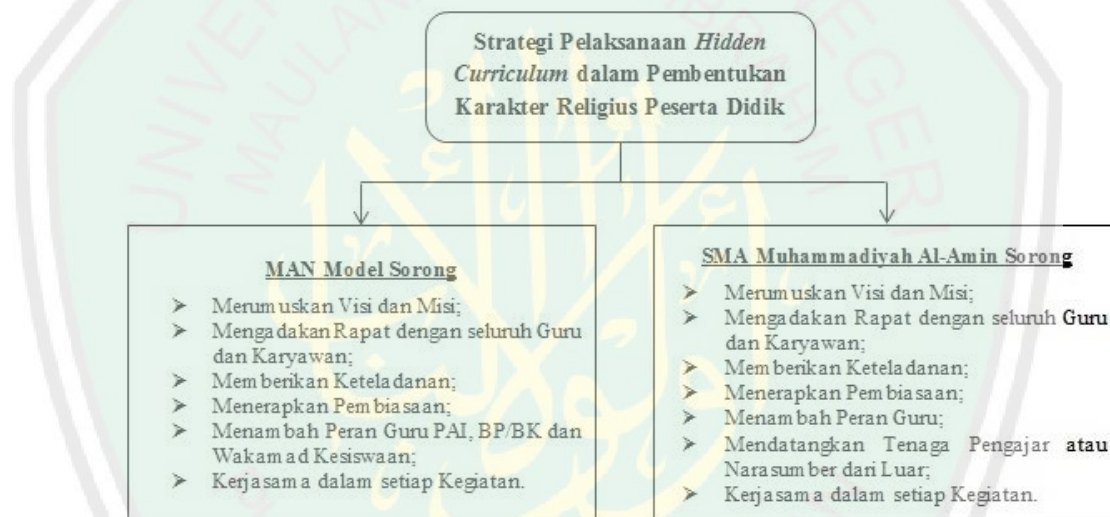 Strategi Pelaksanaan Hidden
Curriculum dalam Pembentukan
Karakter Religius Peserta Didik
MAN Model Sorong
➢ Merumuskan Visi dan Misi;
➢ Mengadakan Rapat dengan seluruh Guru
dan Karyawan;
➢ Memberikan Keteladanan;
➢ Menerapkan Pembiasaan;
➢ Menambah Peran Guru PAI, BP/BK dan
Wakamad Kesiswaan;
➢ Kerjasama dalam setiap Kegiatan.
SMA Muhammadiyah Al-Amin Sorong
➢ Merumuskan Visi dan Misi;
➢ Mengadakan Rapat dengan seluruh Guru
dan Karyawan;
➢ Memberikan Keteladanan;
➢ Menerapkan Pembiasaan;
➢ Menambah Peran Guru;
➢ Mendatangkan Tenaga Pengajar atau
Narasumber dari Luar;
➢ Kerjasama dalam setiap Kegiatan.